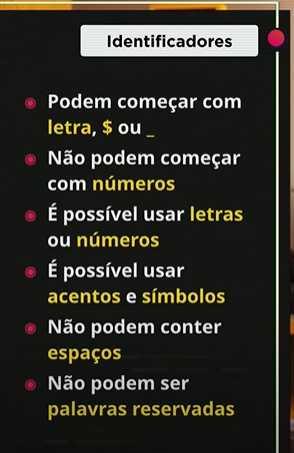 Identificadores
Podem começar com
letra, $ ou _
Não podem começar
com números
É possível usar letras
ou números
É possível usar
acentos e símbolos
Não podem conter
espaços
Não podem ser
palavras reservadas